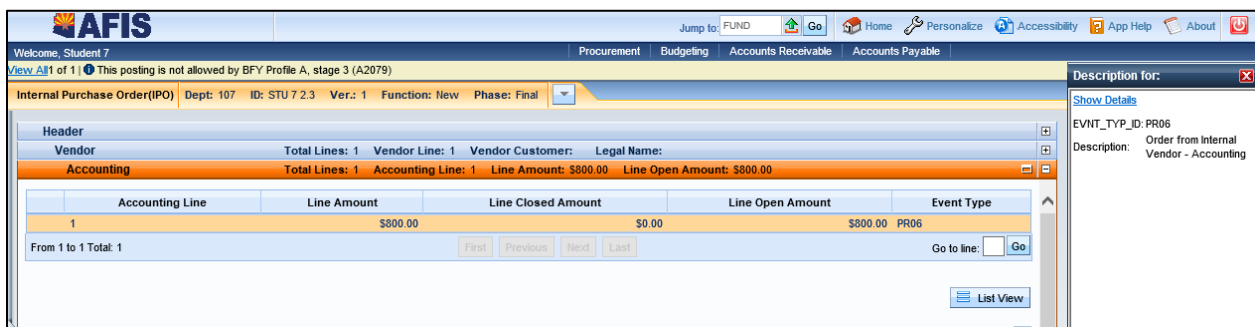 AFIS
Jump to: FUND Go Home Personalize Accessibility App Help About
Welcome, Student 7 Procurement Budgeting Accounts Receivable Accounts Payable
View All 1 of 1 | This posting is not allowed by BFY Profile A, stage 3 (A2079)
Description for:
Internal Purchase Order(IPO) Dept: 107 ID: STU 7 2.3 Ver.: 1 Function: New Phase: Final
Show Details
EVNT_TYP_ID: PR06
Description: Order from Internal
Vendor - Accounting
Header
Vendor Total Lines: 1 Vendor Line: 1 Vendor Customer: Legal Name:
Accounting Total Lines: 1 Accounting Line: 1 Line Amount: $800.00 Line Open Amount: $800.00
Accounting Line Line Amount Line Closed Amount Line Open Amount Event Type
1 $800.00 $0.00 $800.00 PR06
From 1 to 1 Total: 1 First Previous Next Last Go to line: Go
List View